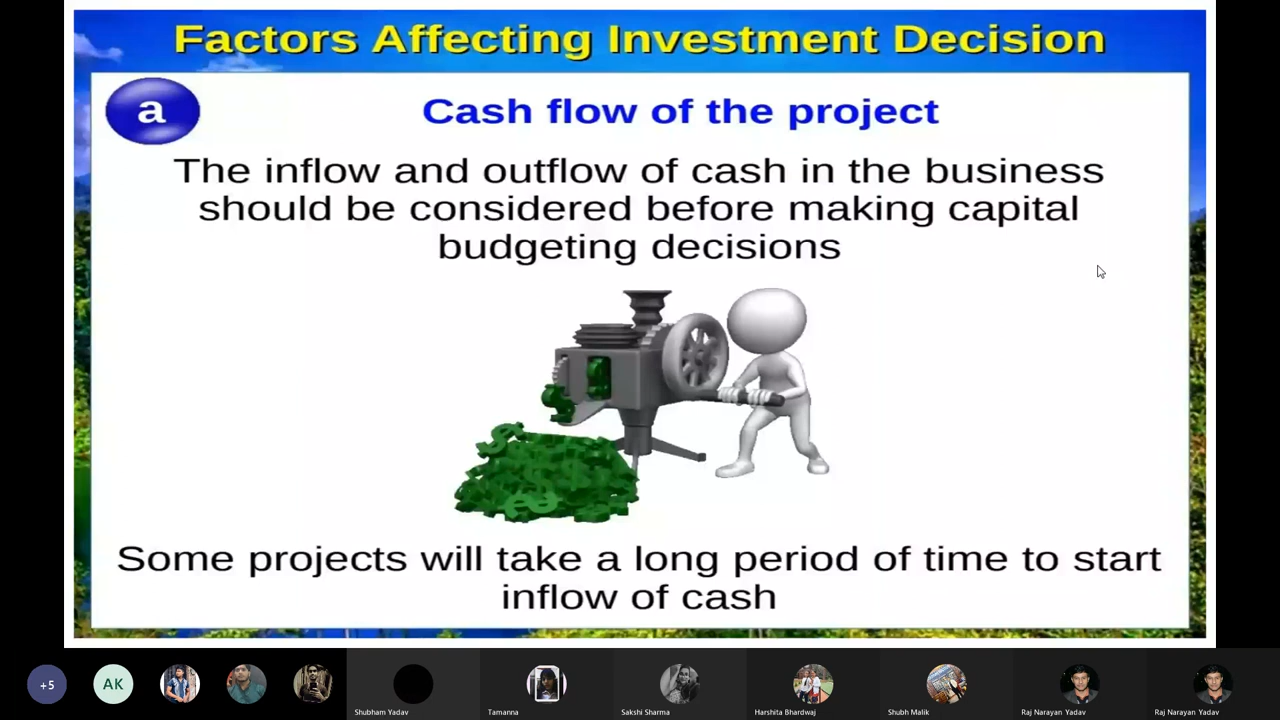 Factors Affecting Investment Decision
a
Cash flow of the project
The inflow and outflow of cash in the business
should be considered before making capital
budgeting decisions
Some projects will take a long period of time to start
inflow of cash
+5
AK
Shubham Yadav
Tamanna
Sakshi Sharma
Harshita Bhardwaj
Shubh Malik
Raj Narayan Yadav
Raj Narayan Yadav